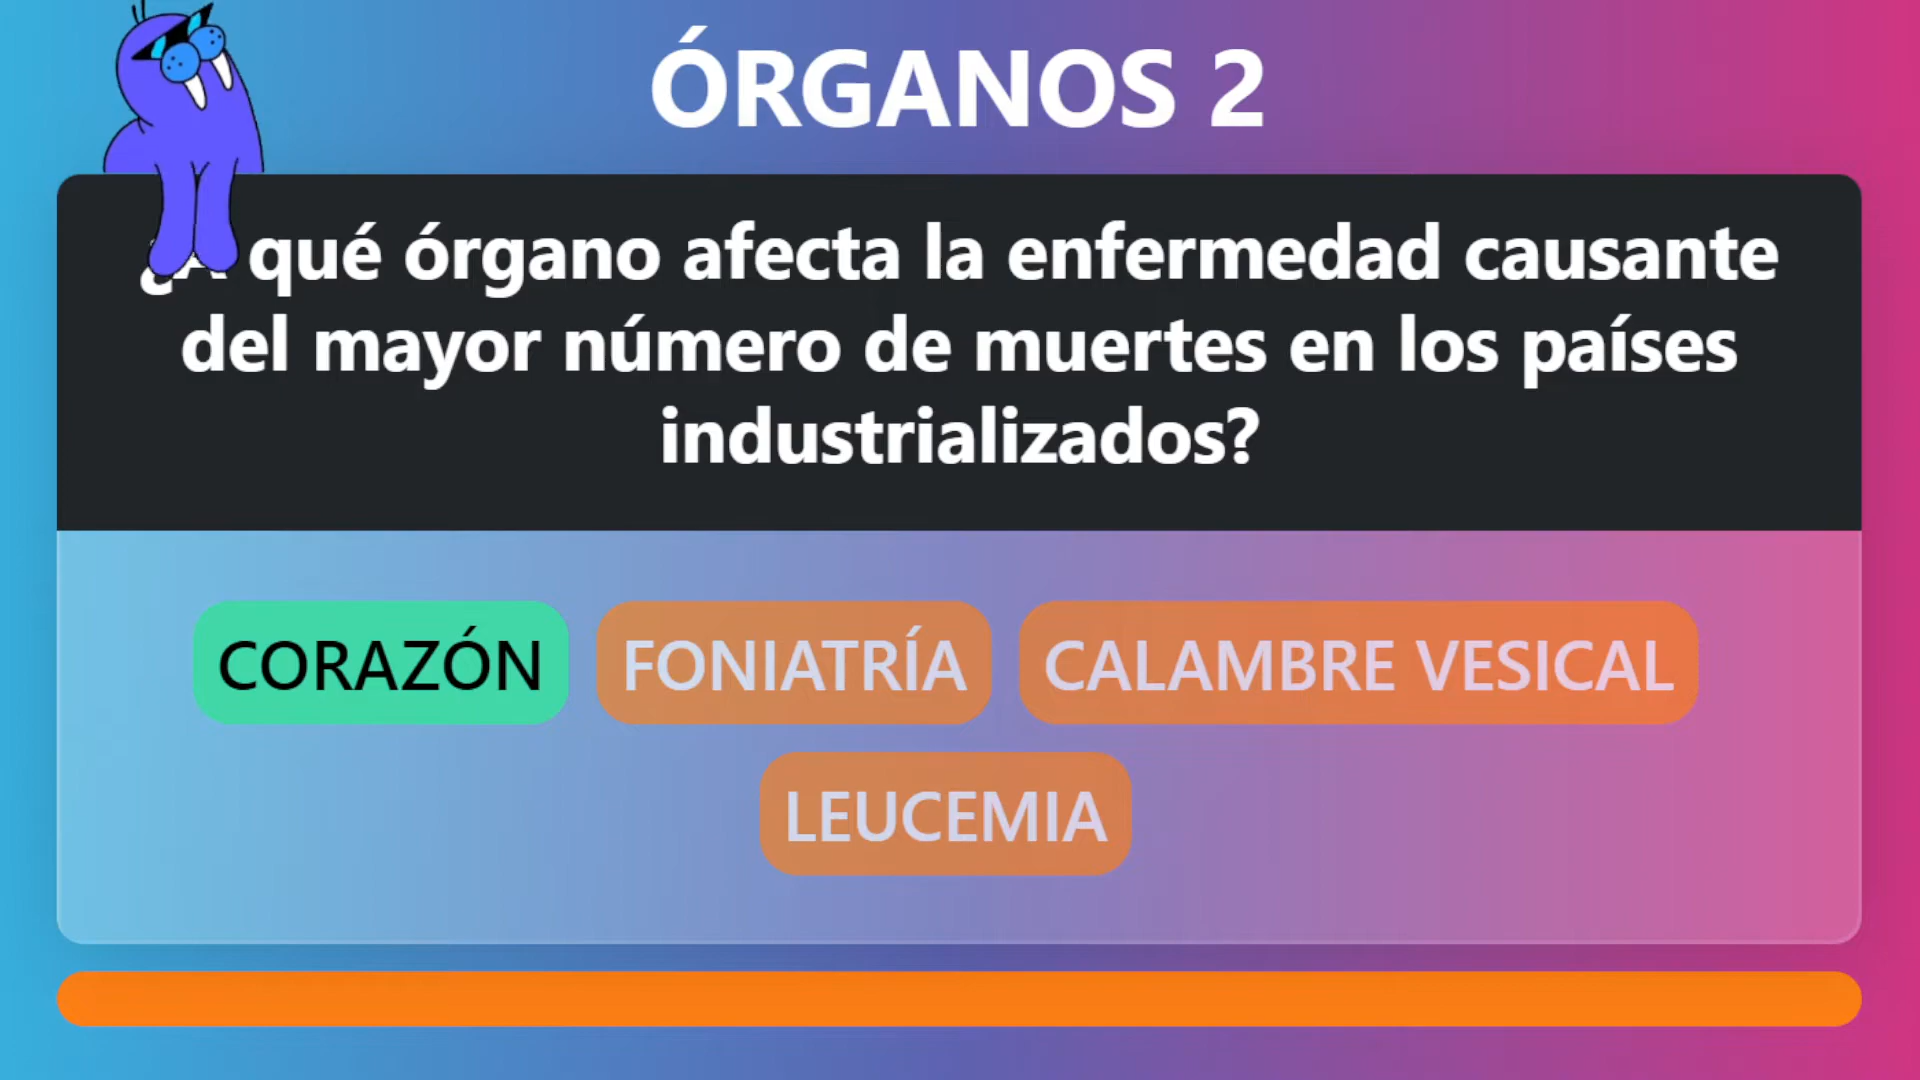 ÓRGANOS 2
¿A qué órgano afecta la enfermedad causante
del mayor número de muertes en los países
industrializados?
CORAZÓN
FONIATRÍA
CALAMBRE VESICAL
LEUCEMIA